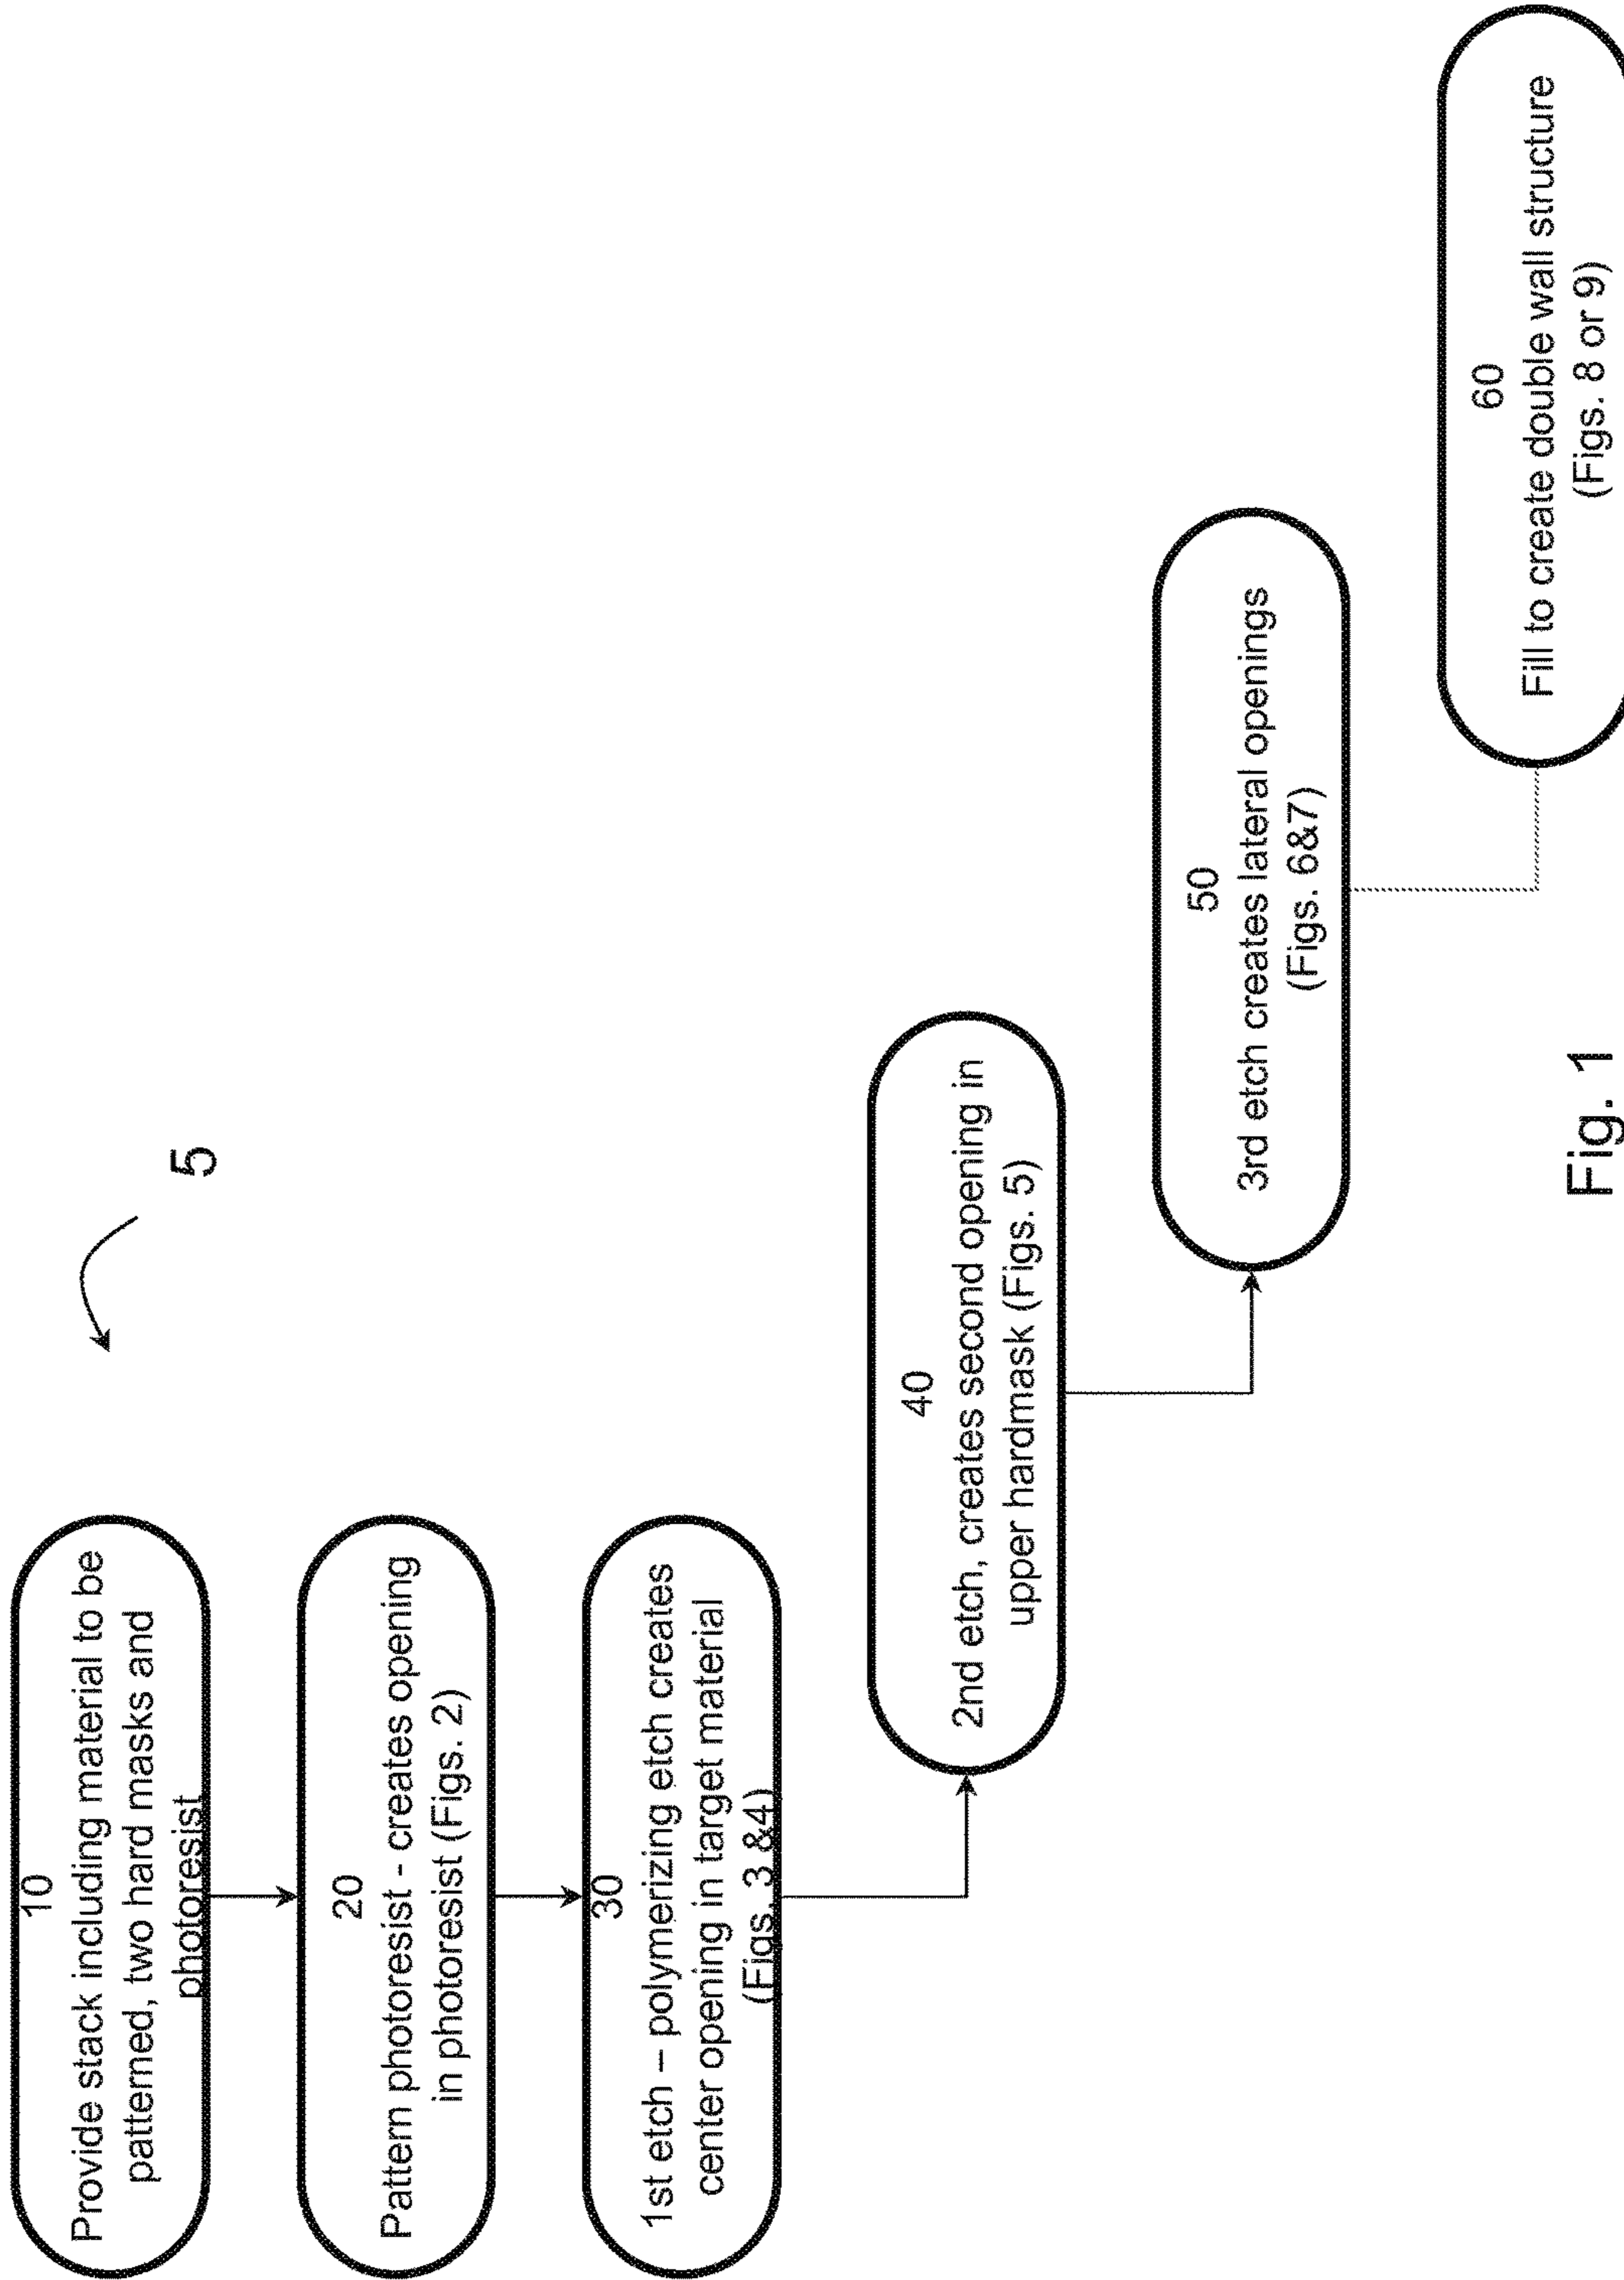 5
10
Provide stack including material to be
patterned, two hard masks and
photoresist
20
Pattern photoresist - creates opening
in photoresist (Figs. 2)
30
1st etch – polymerizing etch creates
center opening in target material
(Figs. 3 &4)
40
2nd etch, creates second opening in
upper hardmask (Figs. 5)
50
3rd etch creates lateral openings
(Figs. 6&7)
60
Fill to create double wall structure
(Figs. 8 or 9)
Fig. 1